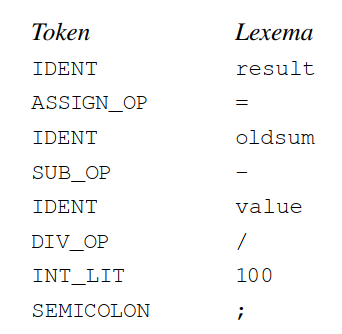 Token Lexema
IDENT result
ASSIGN_OP =
IDENT oldsum
SUB_OP -
IDENT value
DIV_OP /
INT_LIT 100
SEMICOLON ;